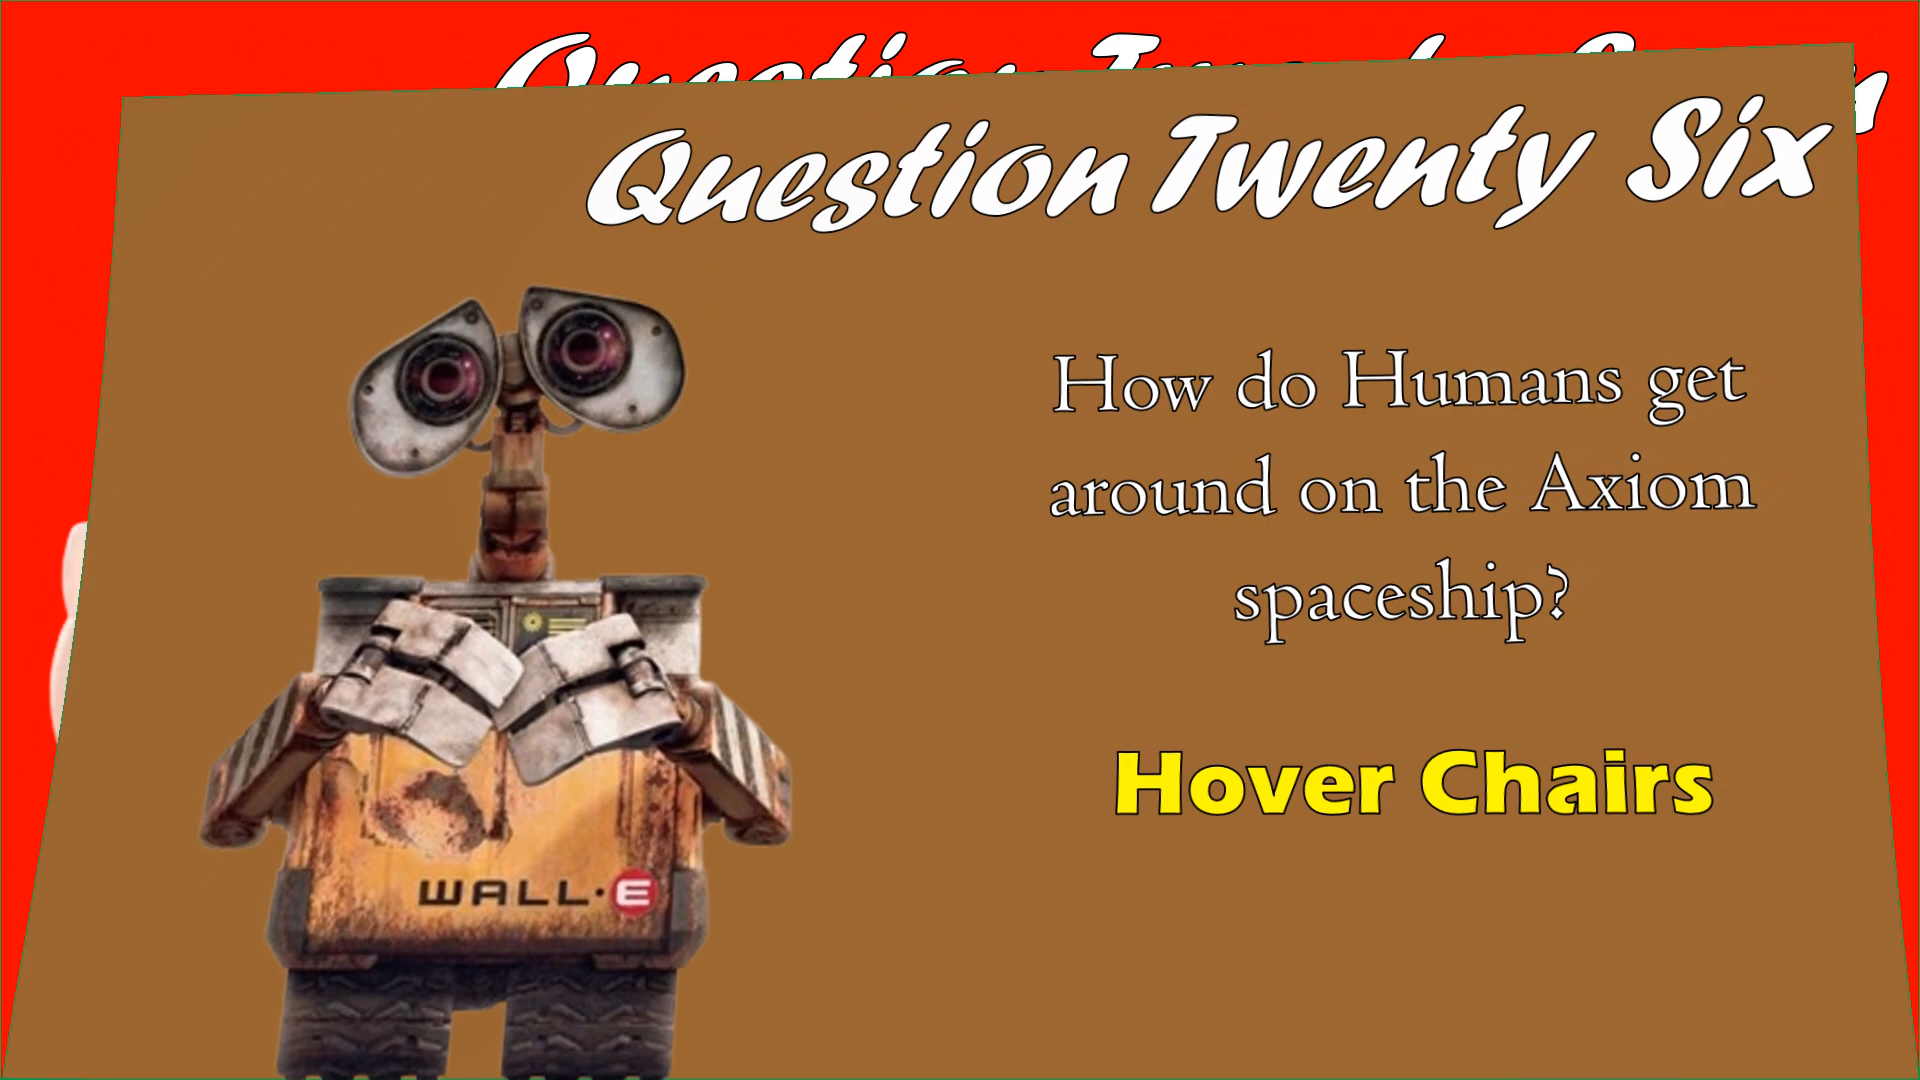 Question Twenty Six
How do Humans get
around on the Axiom
spaceship?
Hover Chairs
WALL·E